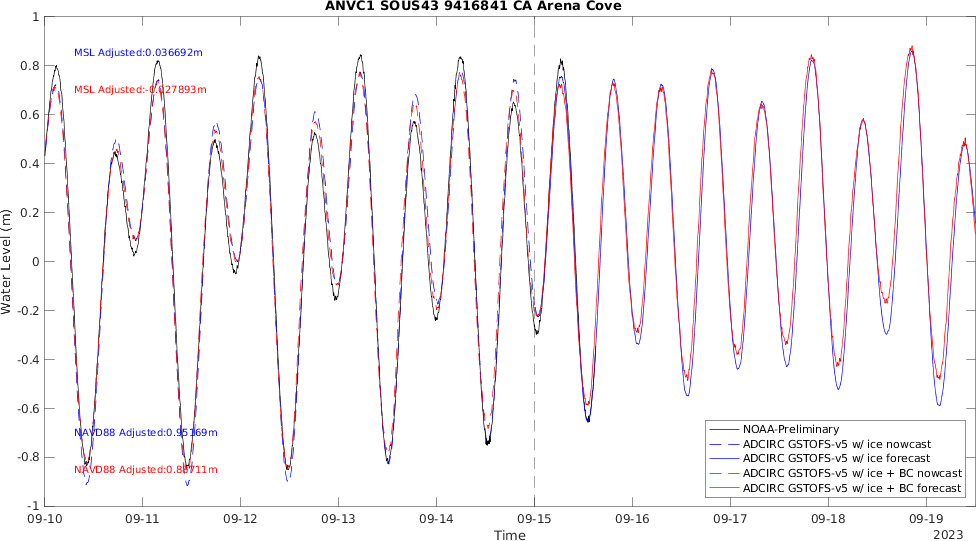 ANVC1 SOUS43 9416841 CA Arena Cove
1
0.8
0.6
0.4
0.2
0
-0.2
-0.4
-0.6
-0.8
-1
Water Level (m)
MSL Adjusted:0.036692m
MSL Adjusted:-0.027893m
NAVD88 Adjusted:0.95169m
NAVD88 Adjusted:0.88711m
NOAA-Preliminary
ADCIRC GSTOFS-v5 w/ ice nowcast
ADCIRC GSTOFS-v5 w/ ice forecast
ADCIRC GSTOFS-v5 w/ ice + BC nowcast
ADCIRC GSTOFS-v5 w/ ice + BC forecast
09-10 09-11 09-12 09-13 09-14 09-15 09-16 09-17 09-18 09-19
Time
2023